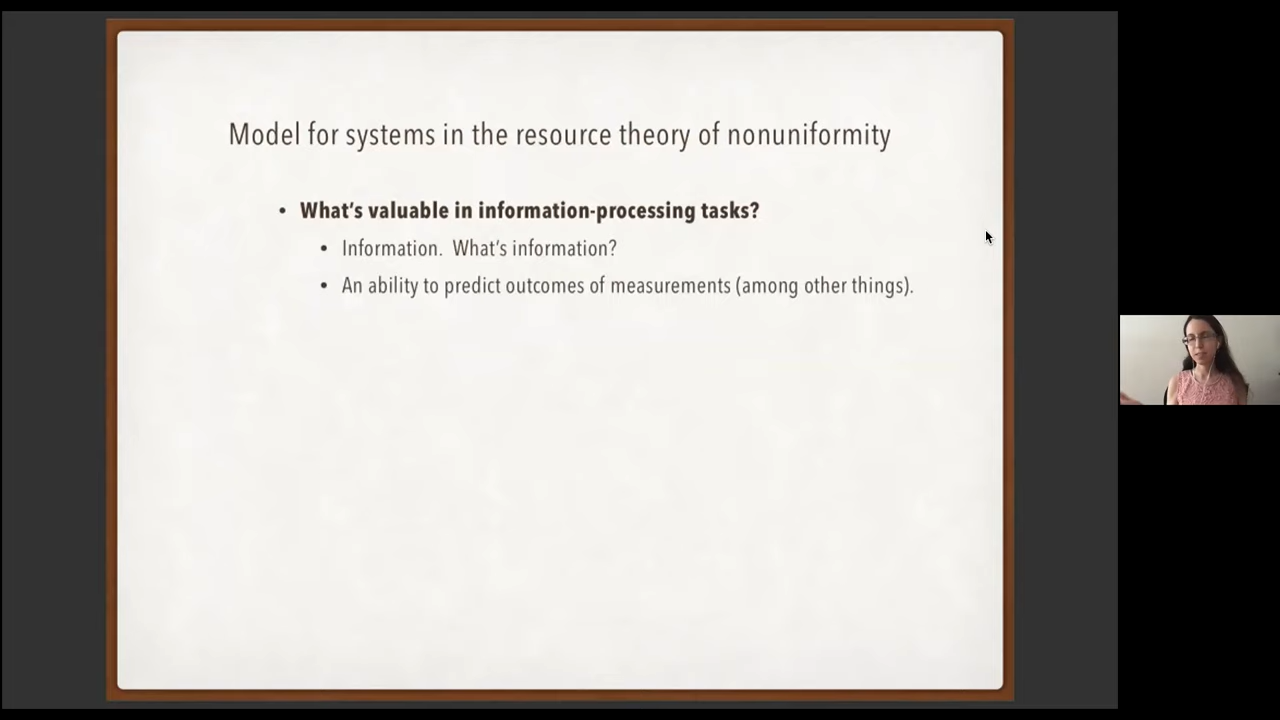 Model for systems in the resource theory of nonuniformity
• What's valuable in information-processing tasks?
• Information.  What's information?
• An ability to predict outcomes of measurements (among other things).